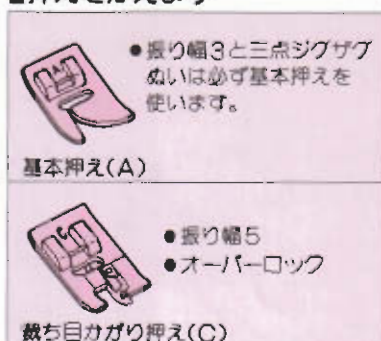 ●振り幅3と三点ジグザグ
ぬいは必ず基本押えを
使います。
基本押え(A)
●振り幅5
●オーバーロック
裁ち目かがり押え(C)